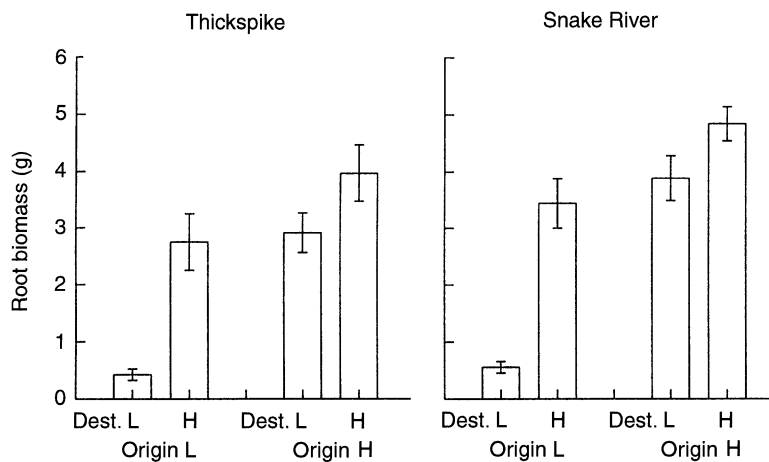 Thickspike
Snake River
Root biomass (g)
6
5
4
3
2
1
0
Dest. L H Dest. L H Dest. L H Dest. L H
Origin L Origin H Origin L Origin H